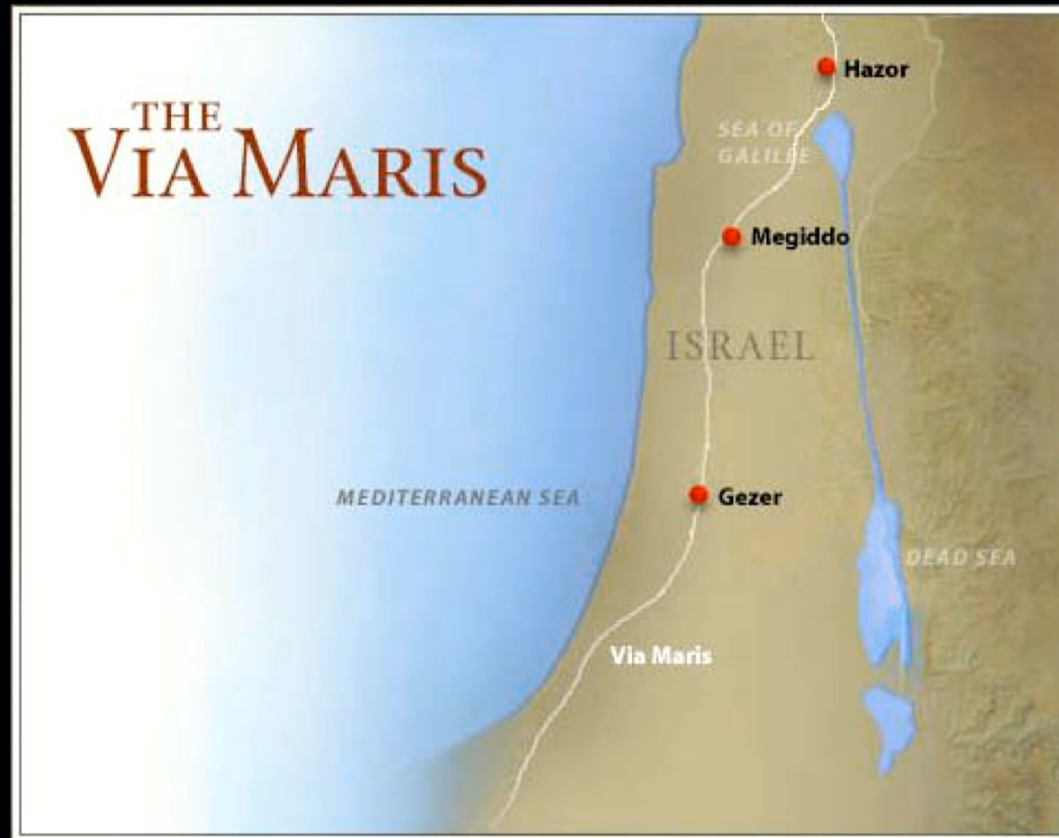 THE
VIA MARIS
Hazor
SEA OF
GALILEE
Megiddo
ISRAEL
MEDITERRANEAN SEA
Gezer
DEAD SEA
Via Maris